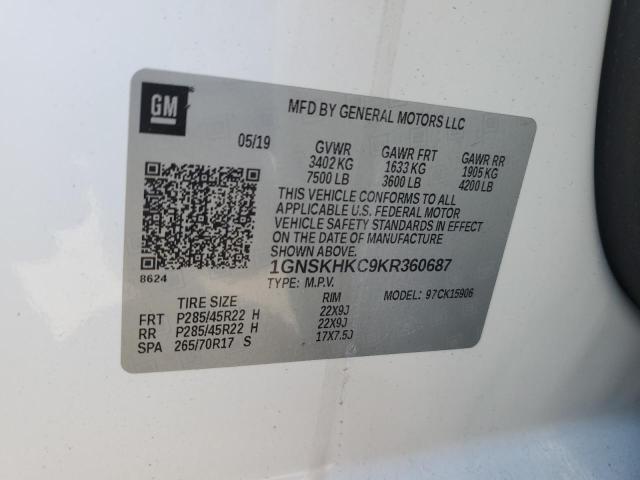 GM
MFD BY GENERAL MOTORS LLC
05/19 GVWR GAWR FRT GAWR RR
3402 KG 1633 KG 1905 KG
7500 LB 3600 LB 4200 LB
THIS VEHICLE CONFORMS TO ALL
APPLICABLE U.S. FEDERAL MOTOR
VEHICLE SAFETY STANDARDS IN EFFECT
ON THE DATE OF MANUFACTURE
SHOWN ABOVE.
1GNSKHKC9KR360687
8624
TYPE: M.P.V. MODEL: 97CK15906
TIRE SIZE RIM
FRT P285/45R22 H 22X9J
RR P285/45R22 H 22X9J
SPA 265/70R17 S 17X7.5J